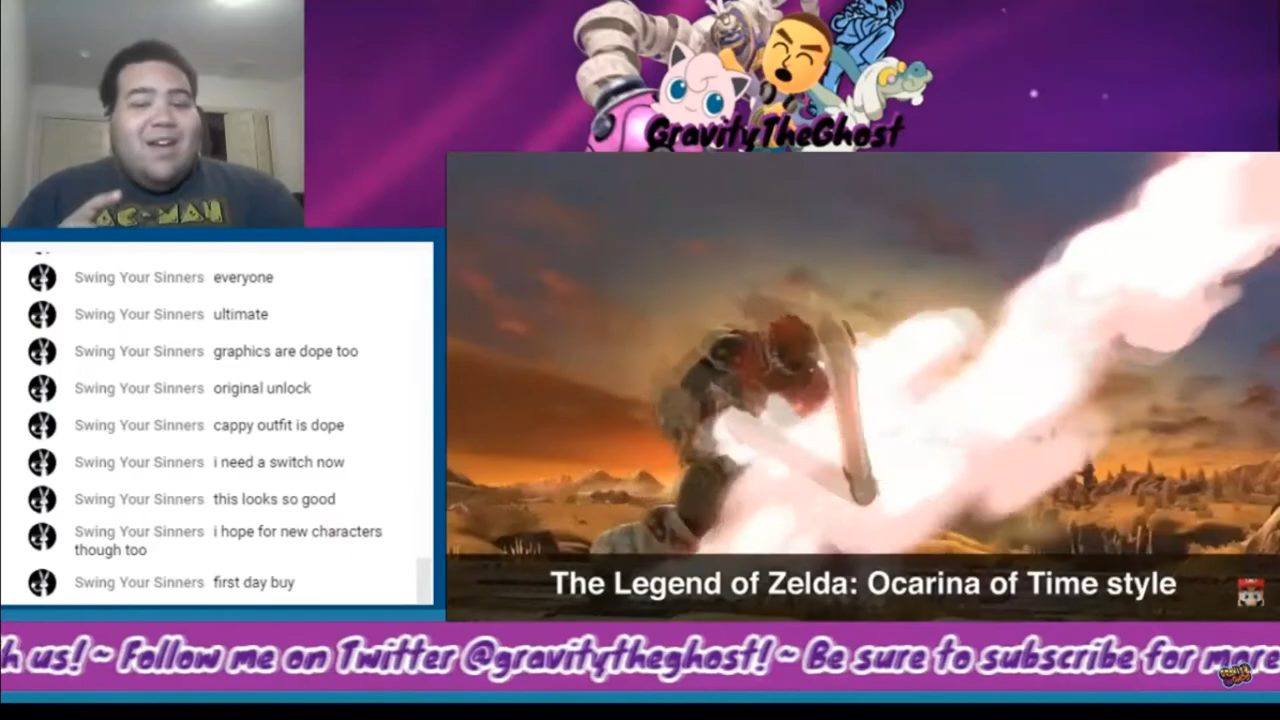 GravityTheGhost
AC-MAN
Swing Your Sinners everyone
Swing Your Sinners ultimate
Swing Your Sinners graphics are dope too
Swing Your Sinners original unlock
Swing Your Sinners cappy outfit is dope
Swing Your Sinners i need a switch now
Swing Your Sinners this looks so good
Swing Your Sinners i hope for new characters
though too
Swing Your Sinners first day buy
The Legend of Zelda: Ocarina of Time style
h us! ~ Follow me on Twitter @gravitytheghost! ~ Be sure to subscribe for more